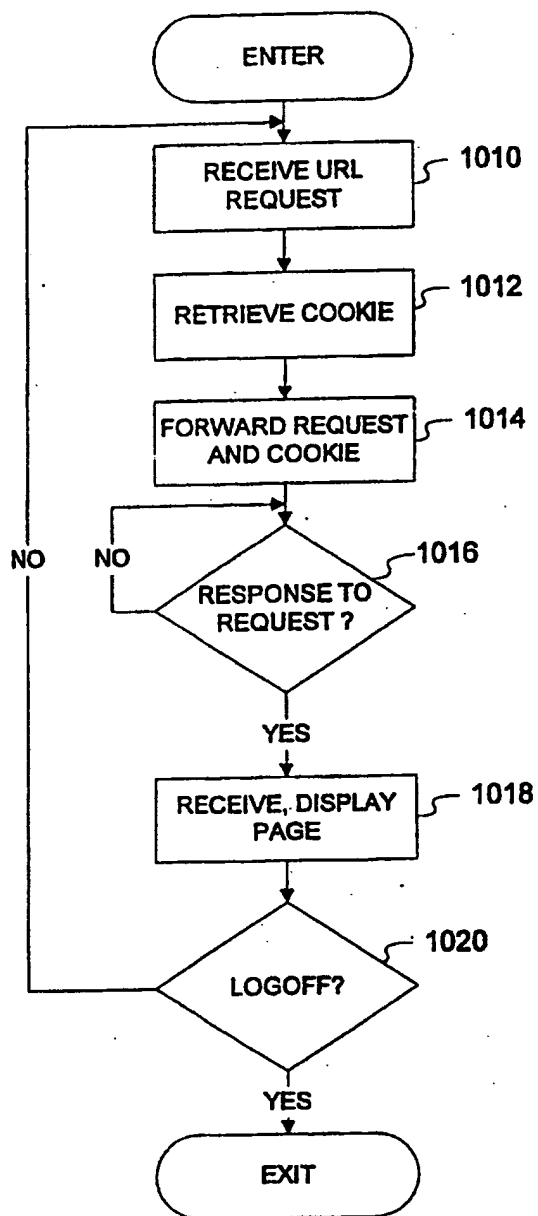 ENTER
RECEIVE URL
REQUEST
1010
RETRIEVE COOKIE
1012
FORWARD REQUEST
AND COOKIE
1014
NO
NO
RESPONSE TO
REQUEST ?
1016
YES
RECEIVE, DISPLAY
PAGE
1018
LOGOFF?
1020
YES
EXIT